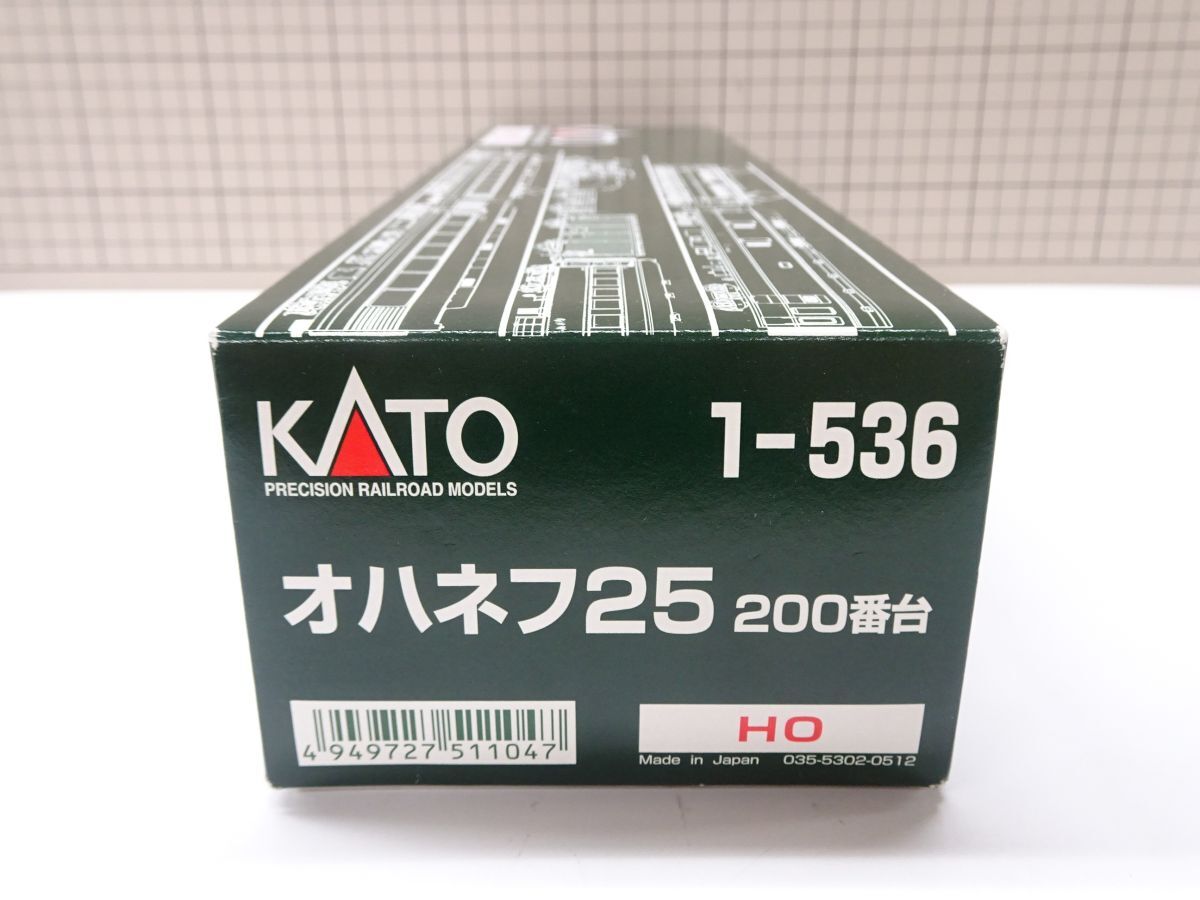 KATO
PRECISION RAILROAD MODELS
1-536
オハネフ25 200番台
4 949727 511047
HO
Made in Japan 035-5302-0512